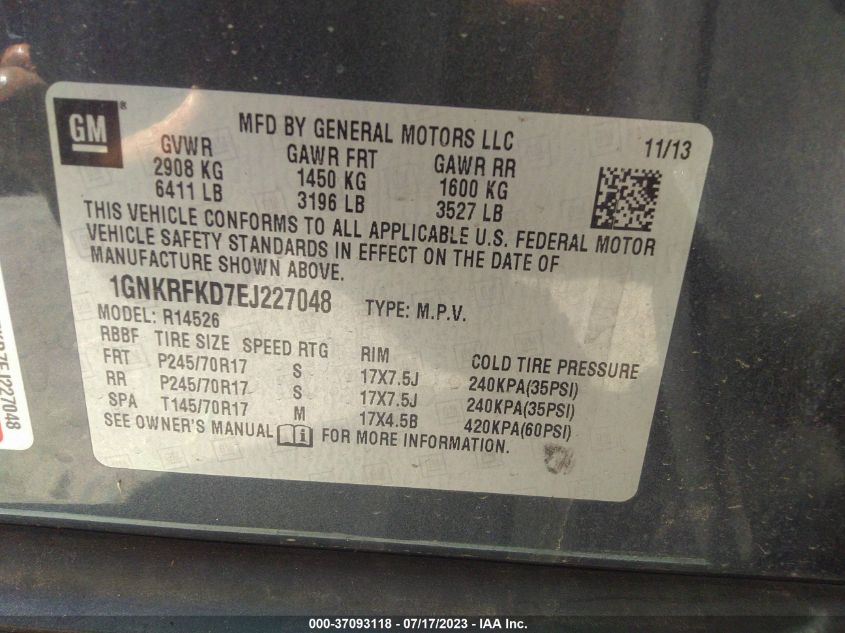 GM ®
MFD BY GENERAL MOTORS LLC
11/13
GVWR GAWR FRT GAWR RR
2908 KG 1450 KG 1600 KG
6411 LB 3196 LB 3527 LB
THIS VEHICLE CONFORMS TO ALL APPLICABLE U.S. FEDERAL MOTOR
VEHICLE SAFETY STANDARDS IN EFFECT ON THE DATE OF
MANUFACTURE SHOWN ABOVE.
1GNKRFKD7EJ227048 TYPE: M.P.V.
MODEL: R14526
RBBF TIRE SIZE SPEED RTG RIM COLD TIRE PRESSURE
FRT P245/70R17 S 17X7.5J 240KPA(35PSI)
RR P245/70R17 S 17X7.5J 240KPA(35PSI)
SPA T145/70R17 M 17X4.5B 420KPA(60PSI)
SEE OWNER'S MANUAL i FOR MORE INFORMATION.
000-37093118 / 07/17/2023 - IAA Inc.